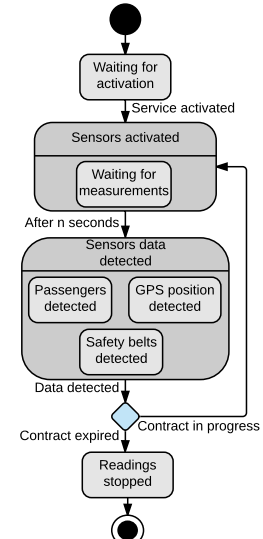 Waiting for
activation
Service activated
Sensors activated
Waiting for
measurements
After n seconds
Sensors data
detected
Passengers
detected
GPS position
detected
Safety belts
detected
Data detected
Contract in progress
Contract expired
Readings
stopped